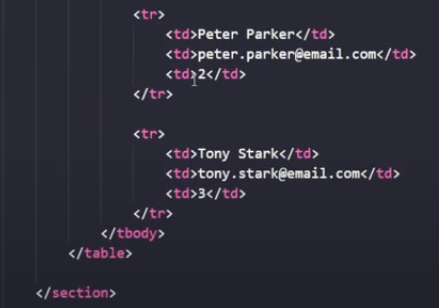 <tr>
<td>Peter Parker</td>
<td>peter.parker@email.com</td>
<td>2</td>
</tr>
<tr>
<td>Tony Stark</td>
<td>tony.stark@email.com</td>
<td>3</td>
</tr>
</tbody>
</table>
</section>